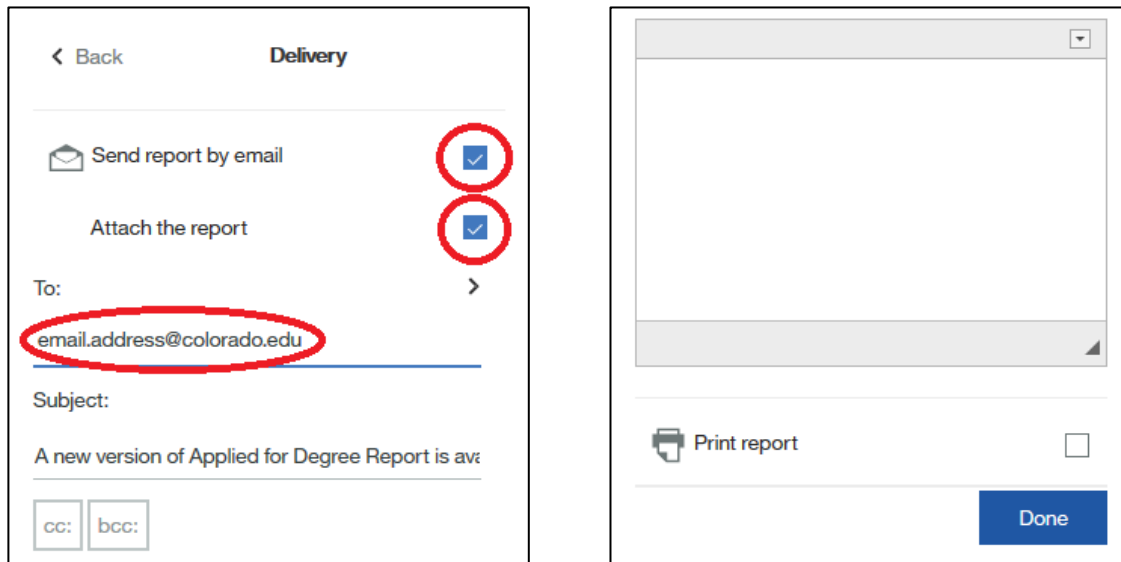 Back
Delivery
Send report by email
Attach the report
To:
email.address@colorado.edu
Subject:
A new version of Applied for Degree Report is ava
cc:
bcc:
Print report
Done